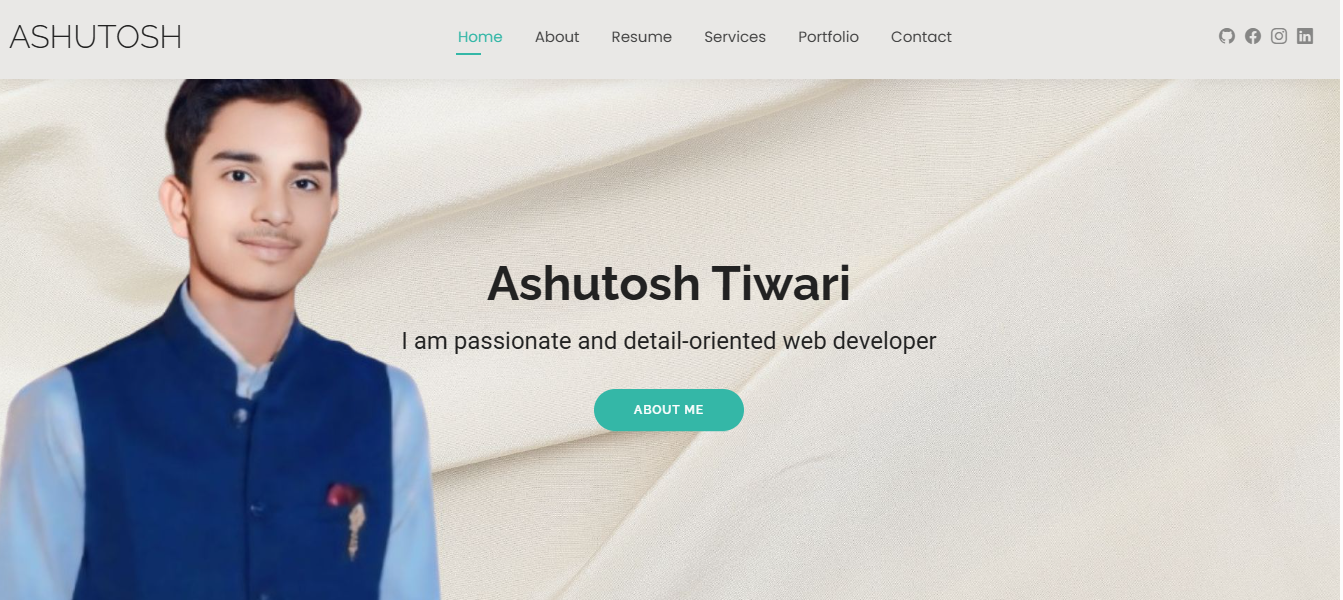 ASHUTOSH
Home About Resume Services Portfolio Contact
Ashutosh Tiwari
I am passionate and detail-oriented web developer
ABOUT ME